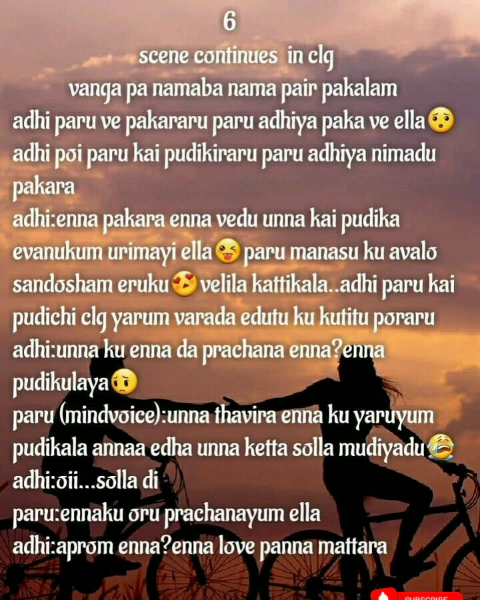 6
scene continues in clg
vanga pa namaba nama pair pakalam
adhi paru ve pakararu paru adhiya paka ve ella😯
adhi poi paru kai pudikiraru paru adhiya nimadu
pakara
adhi:enna pakara enna vedu unna kai pudika
evanukum urimayi ella😜paru manasu ku avalo
sandosham eruku😍velila kattikala..adhi paru kai
pudichi clg yarum varada edutu ku kutitu poraru
adhi:unna ku enna da prachana enna?enna
pudikulaya😔
paru (mindvoice):unna thavira enna ku yaruyum
pudikala annaa edha unna ketta solla mudiyadu😭
adhi:oii...solla di
paru:ennaku oru prachanayum ella
adhi:aprom enna?enna love panna mattara
SUBSCRIBE